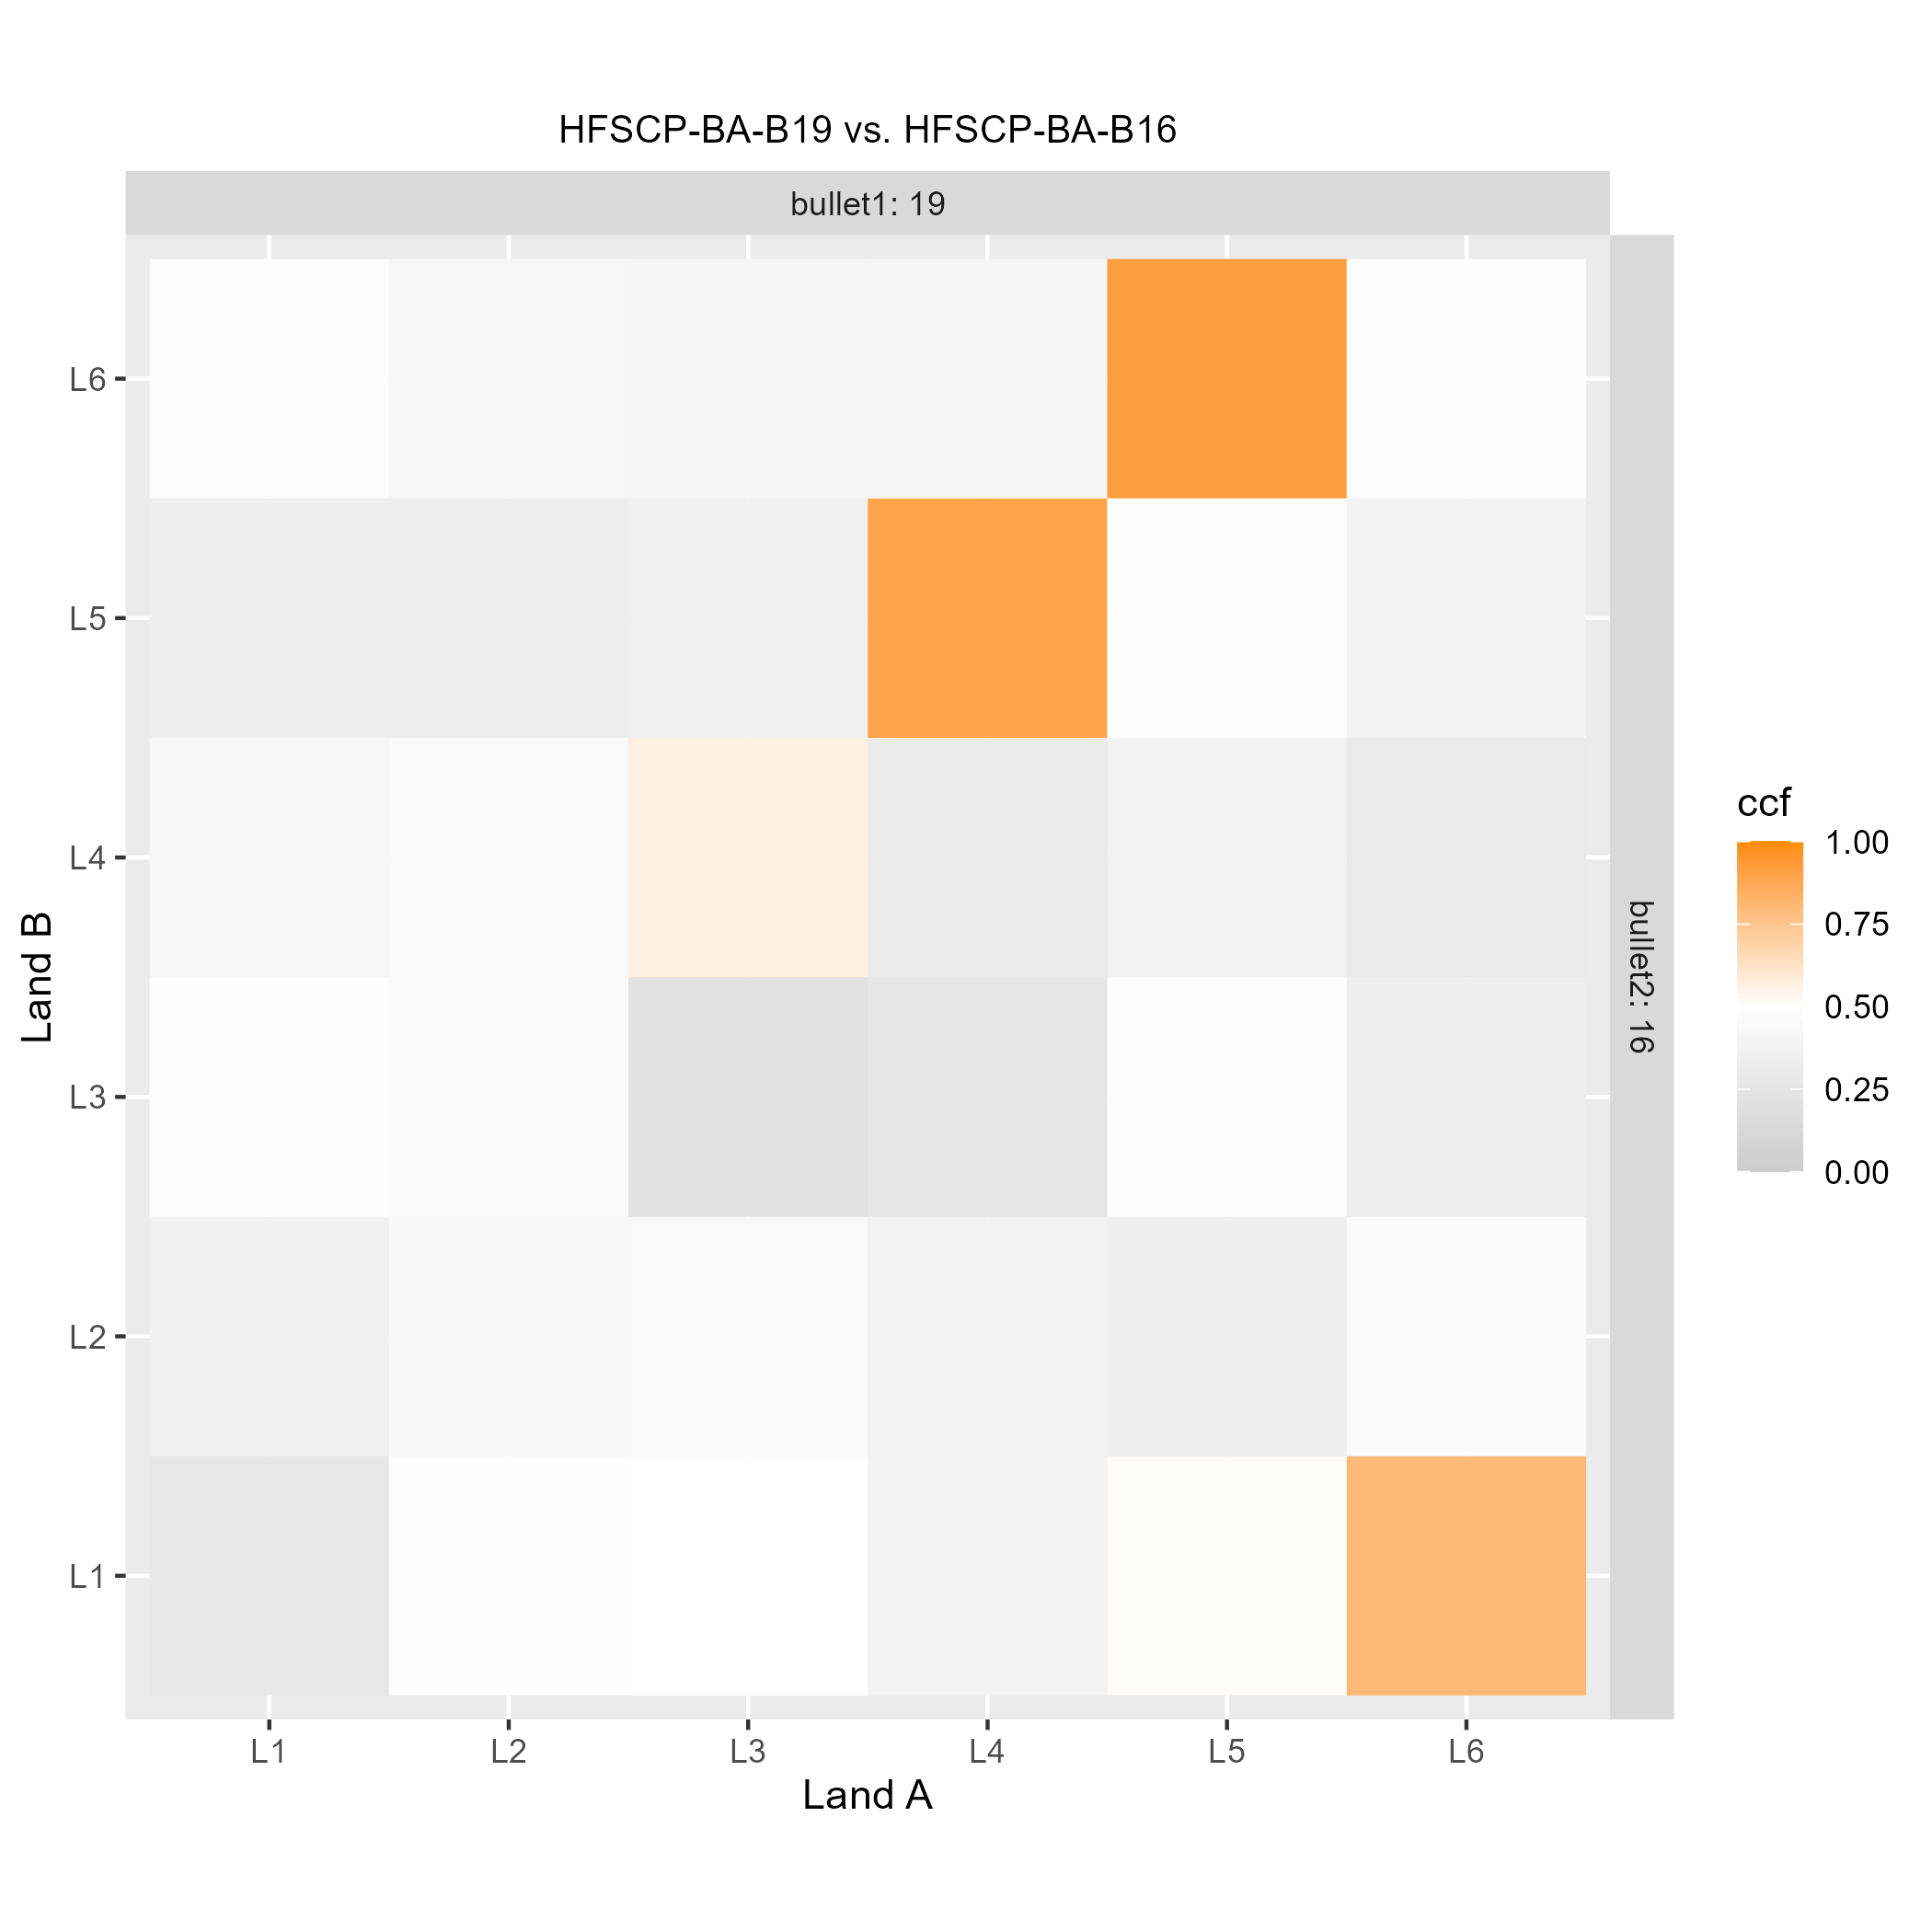 HFSCP-BA-B19 vs. HFSCP-BA-B16
bullet1: 19
L6
L5
L4
L3
L2
L1
Land B
bullet2: 16
ccf
1.00
0.75
0.50
0.25
0.00
L1 L2 L3 L4 L5 L6
Land A